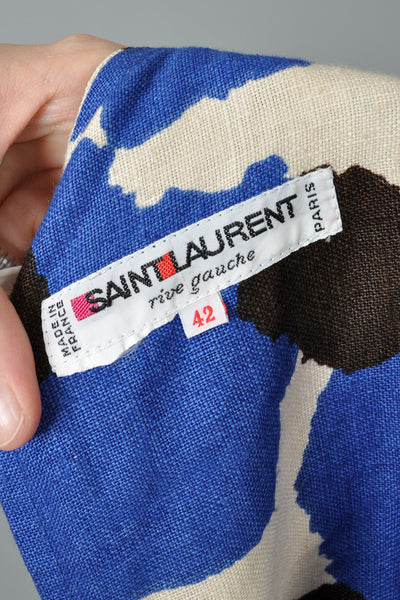 MADE IN
FRANCE
SAINT LAURENT
rive gauche
PARIS
42